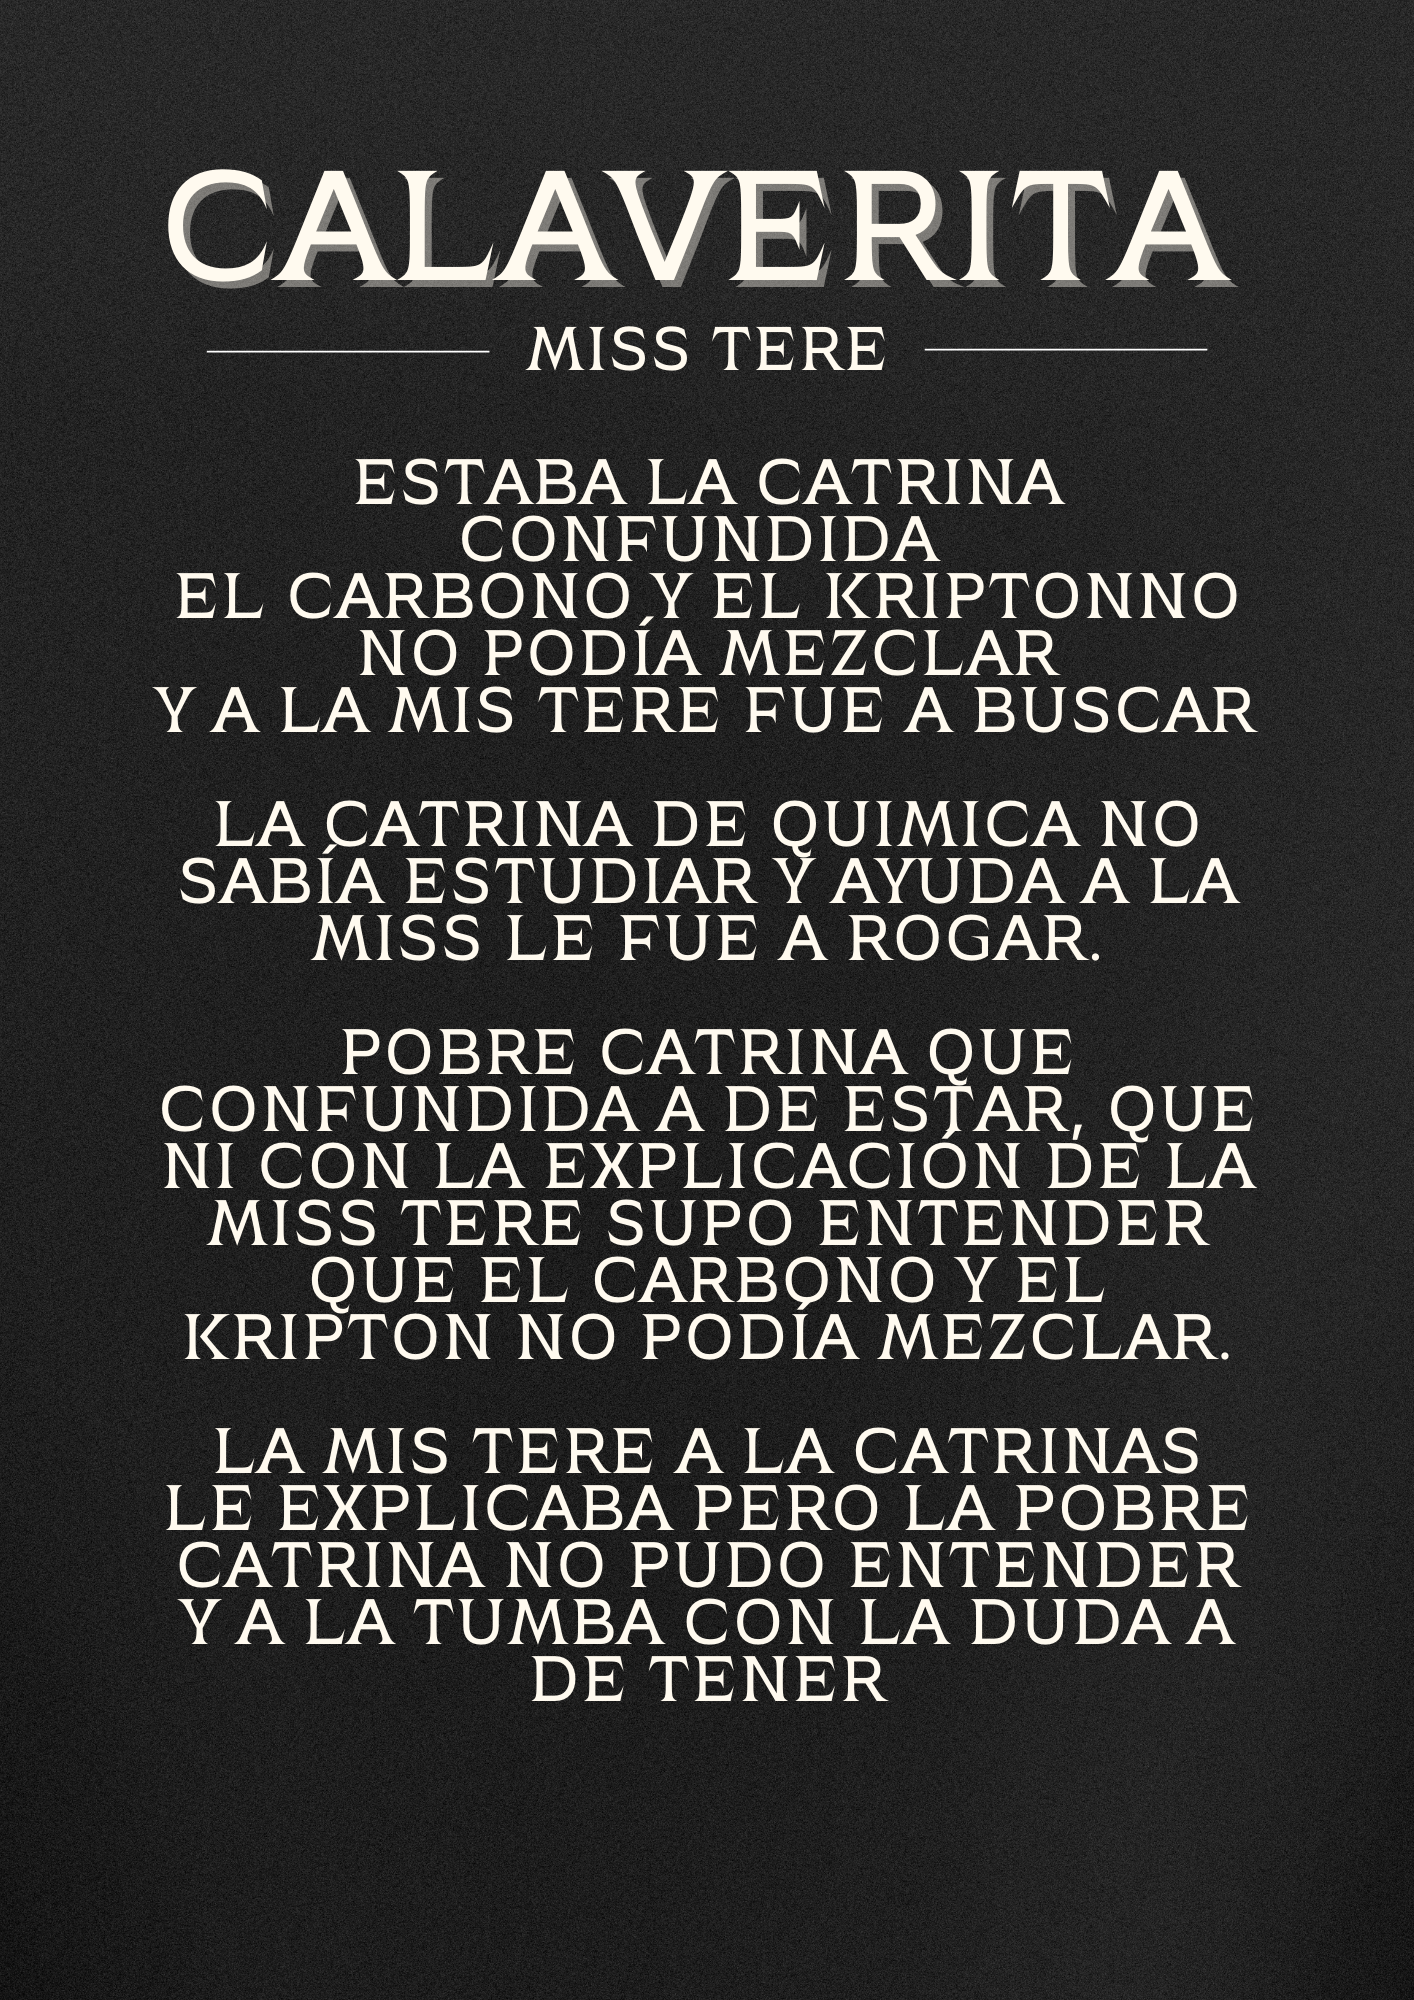 CALAVERITA
MISS TERE
ESTABA LA CATRINA
CONFUNDIDA
EL CARBONO Y EL KRIPTONNO
NO PODÍA MEZCLAR
Y A LA MIS TERE FUE A BUSCAR
LA CATRINA DE QUIMICA NO
SABÍA ESTUDIAR Y AYUDA A LA
MISS LE FUE A ROGAR.
POBRE CATRINA QUE
CONFUNDIDA A DE ESTAR, QUE
NI CON LA EXPLICACIÓN DE LA
MISS TERE SUPO ENTENDER
QUE EL CARBONO Y EL
KRIPTON NO PODÍA MEZCLAR.
LA MIS TERE A LA CATRINAS
LE EXPLICABA PERO LA POBRE
CATRINA NO PUDO ENTENDER
Y A LA TUMBA CON LA DUDA A
DE TENER